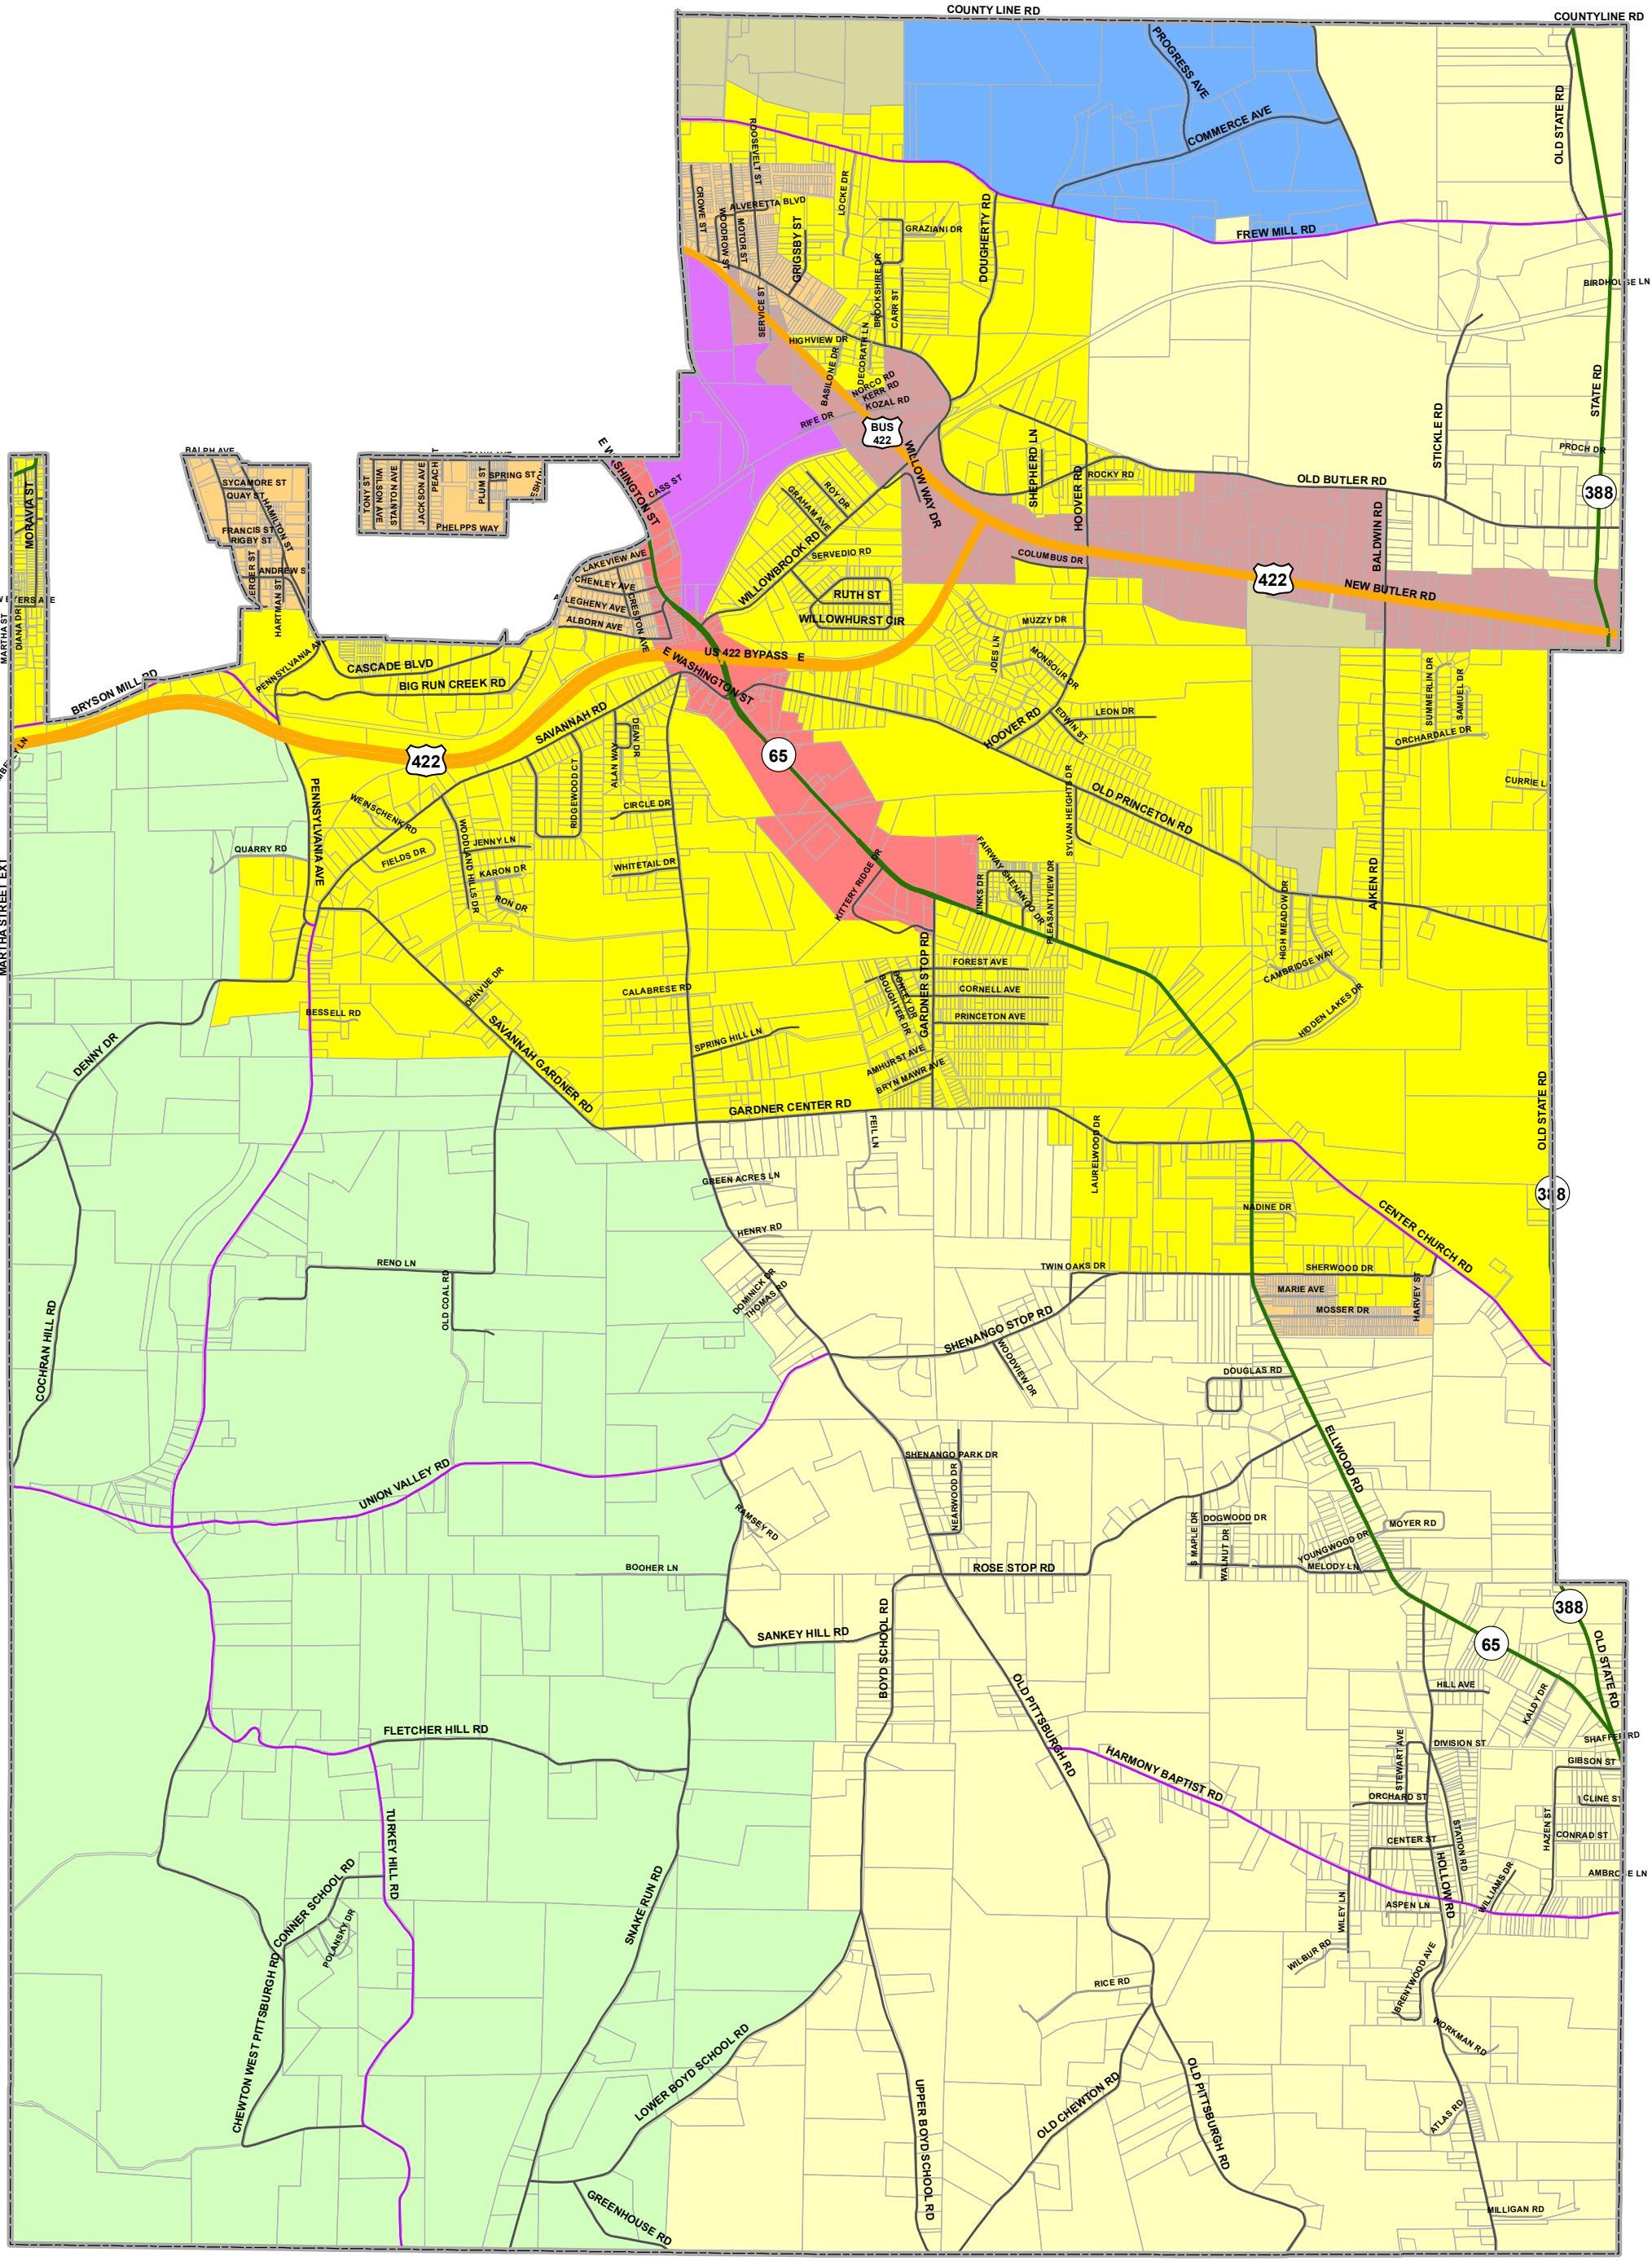 COUNTY LINE RD
COUNTYLINE RD
PROGRESS AVE
COMMERCE AVE
OLD STATE RD
ROOSEVELT ST
CROWE ST
WOODROW ST
MOTOR ST
ALVERETTA BLVD
LOCKE DR
GRIGSBY ST
GRAZIANI DR
DOUGHERTY RD
FREW MILL RD
BROOKSHIRE DR
CARR ST
BIRDHOUSE LN
SERVICE ST
HIGHVIEW DR
DECORATH LN
BASILONE DR
NORCO RD
KERR RD
KOZAL RD
RIFE DR
BUS
422
STATE RD
STICKLE RD
PROCH DR
388
RALPH AVE
SYCAMORE ST
QUAY ST
HAMILTON ST
FRANCIS ST
RIGBY ST
ANDREW S
HARTMAN ST
MORAVIA ST
DIANA DR
MARTHA ST
TONY ST
WILSON AVE
STANTON AVE
JACKSON AVE
PEACH
PLUM ST
SPRING ST
PHELPPS WAY
E WASHINGTON ST
CASS ST
WILLOW WAY DR
SHEPHERD LN
HOOVER RD
ROCKY RD
OLD BUTLER RD
BALDWIN RD
ROY DR
GRAHAM AVE
WILLOWBROOK RD
SERVEDIO RD
COLUMBUS DR
422
NEW BUTLER RD
LAKEVIEW AVE
CHENLEY AVE
LLEGHENY AVE
CRESTON AVE
ALBORN AVE
RUTH ST
WILLOWHURST CIR
MUZZY DR
JOES LN
MONSOUR DR
US 422 BYPASS E
E WASHINGTON ST
PENNSYLVANIA AV
CASCADE BLVD
BIG RUN CREEK RD
BRYSON MILL RD
SAVANNAH RD
DEAN DR
ALAN WAY
HOOVER RD
EDWIN ST
LEON DR
SUMMERLIN DR
SAMUEL DR
ORCHARDALE DR
CURRIE L
422
65
RIDGEWOOD CT
CIRCLE DR
PENNSYLVANIA AVE
WEINSCHENK RD
WOODLAND HILLS DR
JENNY LN
FIELDS DR
KARON DR
RON DR
WHITETAIL DR
QUARRY RD
MARTHA STREET EXT
SYLVAN HEIGHTS DR
OLD PRINCETON RD
KITTERY RIDGE DR
FAIRWAY
SHENANGO DR
LINKS DR
PLEASANTVIEW DR
HIGH MEADOW DR
AIKEN RD
CAMBRIDGE WAY
HIDDEN LAKES DR
GARDNER STOP RD
FOREST AVE
DONLEY DR
BOUGHTER DR
CORNELL AVE
PRINCETON AVE
AMHURST AVE
BRYN MAWR AVE
CALABRESE RD
DENVUE DR
BESSELL RD
SPRING HILL LN
DENNY DR
SAVANNAH GARDNER RD
GARDNER CENTER RD
FEIL LN
LAURELWOOD DR
OLD STATE RD
388
GREEN ACRES LN
HENRY RD
NADINE DR
CENTER CHURCH RD
RENO LN
OLD COAL RD
DOMINICK DR
THOMAS RD
TWIN OAKS DR
SHERWOOD DR
MARIE AVE
MOSSER DR
HARVEY ST
COCHRAN HILL RD
SHENANGO STOP RD
WOODVIEW DR
DOUGLAS RD
ELLWOOD RD
UNION VALLEY RD
SHENANGO PARK DR
NEARWOOD DR
RAMSEY RD
S MAPLE DR
DOGWOOD DR
WALNUT DR
MOYER RD
YOUNGWOOD DR
MELODY LN
BOOHER LN
ROSE STOP RD
388
SANKEY HILL RD
BOYD SCHOOL RD
65
OLD STATE RD
HILL AVE
KALDY DR
OLD PITTSBURGH RD
FLETCHER HILL RD
HARMONY BAPTIST RD
STEWART AVE
DIVISION ST
SHAFFER RD
GIBSON ST
ORCHARD ST
CLINE ST
TURKEY HILL RD
STATION RD
HAZEN ST
CENTER ST
CONRAD ST
HOLLOW RD
WILLIAMS DR
AMBROSE LN
CONNER SCHOOL RD
POLANSKY DR
SNAKE RUN RD
WILEY LN
ASPEN LN
WILBUR RD
BRENTWOOD AVE
RICE RD
WORKMAN RD
CHEWTON WEST PITTSBURGH RD
LOWER BOYD SCHOOL RD
UPPER BOYD SCHOOL RD
OLD CHEWTON RD
OLD PITTSBURGH RD
ATLAS RD
GREENHOUSE RD
MILLIGAN RD